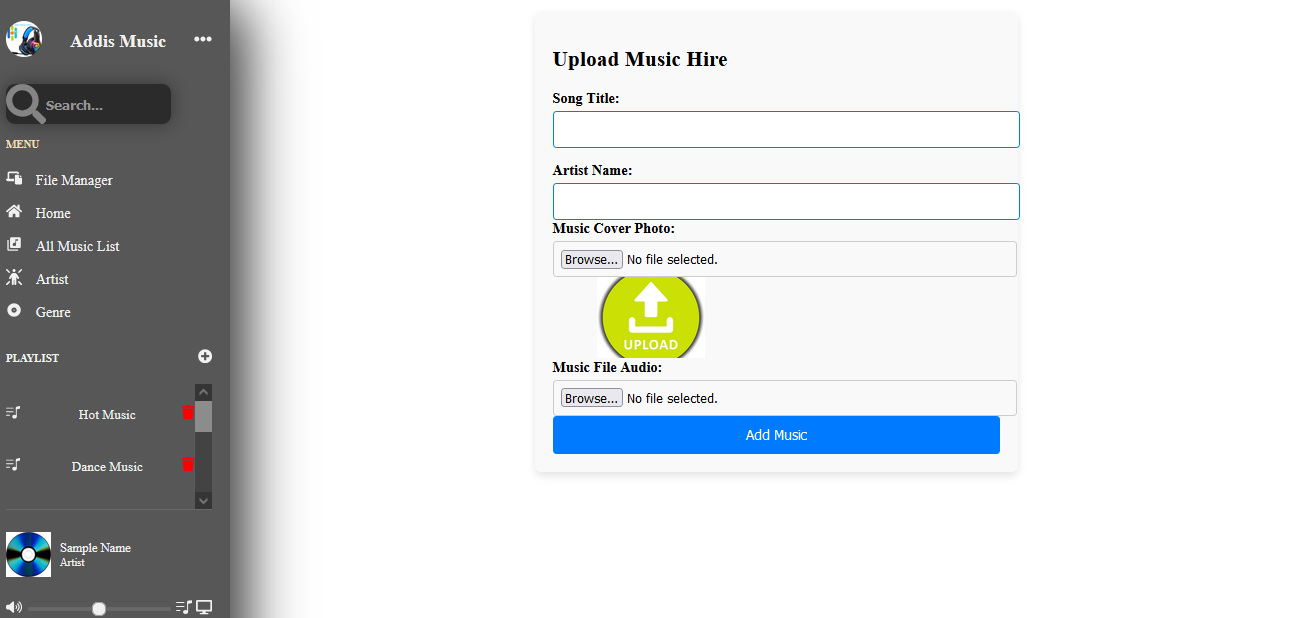 Addis Music
Search...
MENU
File Manager
Home
All Music List
Artist
Genre
PLAYLIST
Hot Music
Dance Music
Sample Name
Artist
Upload Music Hire
Song Title:
Artist Name:
Music Cover Photo:
Browse... No file selected.
UPLOAD
Music File Audio:
Browse... No file selected.
Add Music